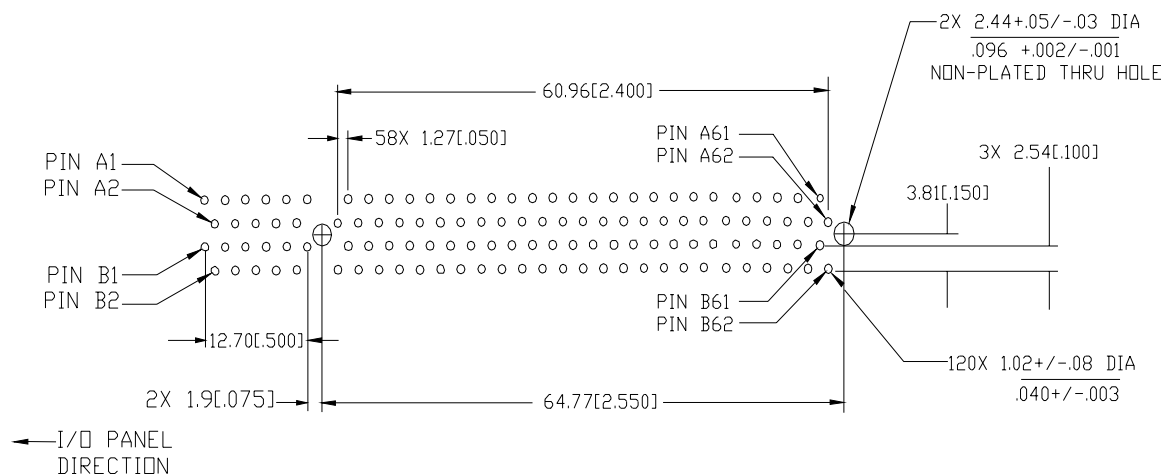 2X 2.44+.05/-.03 DIA
.096 +.002/-.001
NON-PLATED THRU HOLE
60.96[2.400]
58X 1.27[.050]
PIN A61
PIN A62
3X 2.54[.100]
PIN A1
PIN A2
3.81[.150]
PIN B1
PIN B2
PIN B61
PIN B62
12.70[.500]
120X 1.02+/-.08 DIA
.040+/-.003
2X 1.9[.075]
64.77[2.550]
I/O PANEL
DIRECTION